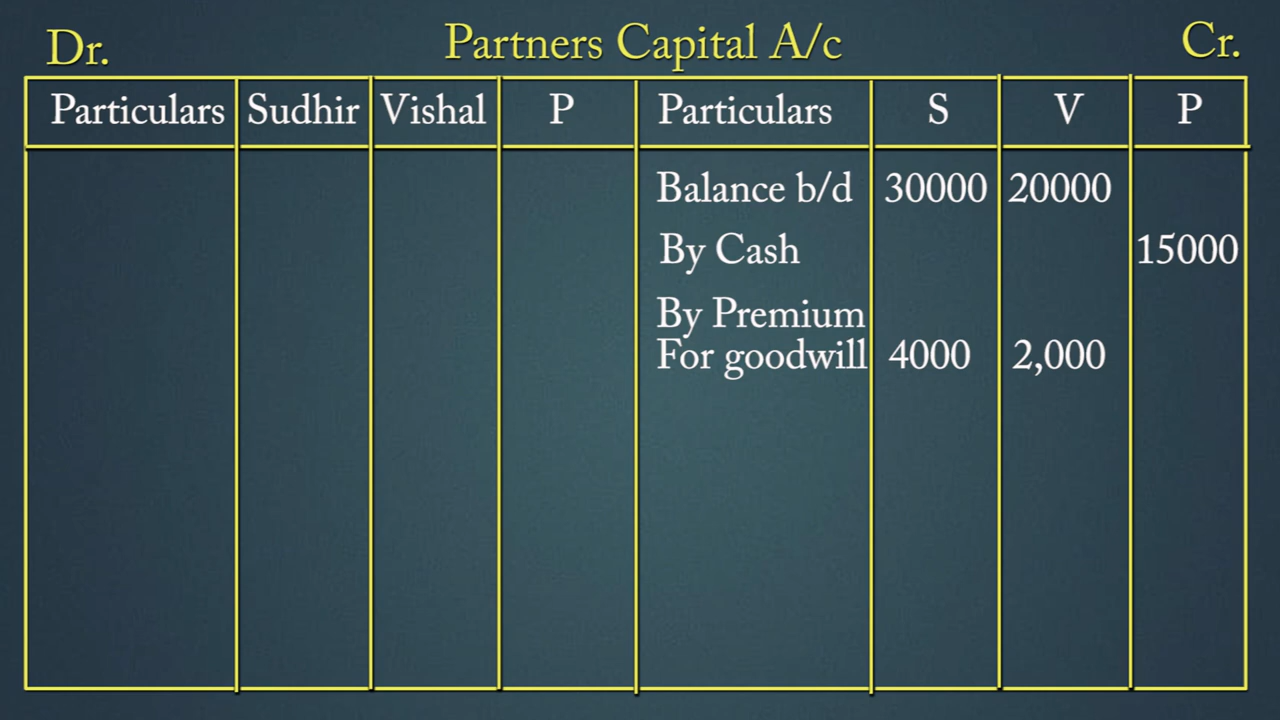 Dr. Partners Capital A/c Cr.
Particulars Sudhir Vishal P Particulars S V P
Balance b/d 30000 20000
By Cash 15000
By Premium
For goodwill 4000 2,000